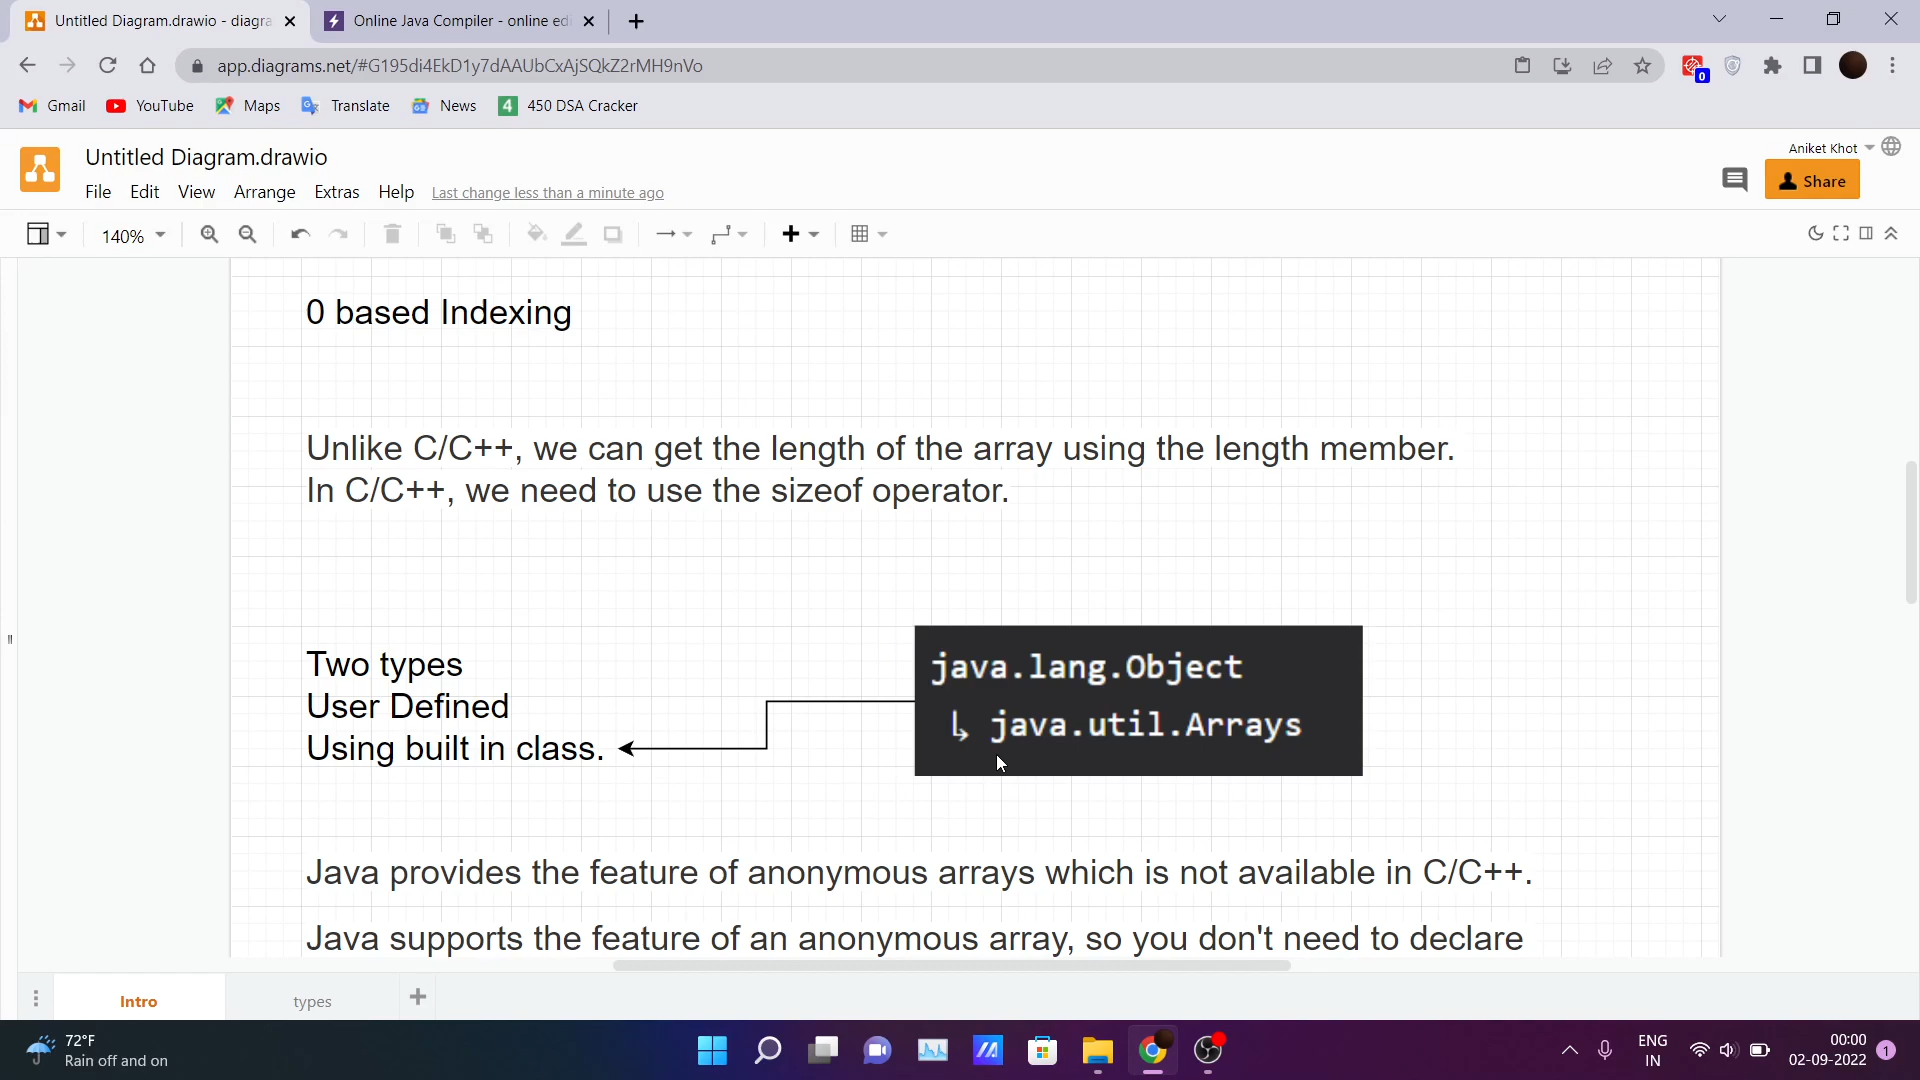 Untitled Diagram.drawio - diagra
Online Java Compiler - online edi
app.diagrams.net/#G195di4EkD1y7dAAUbCxAjSQkZ2rMH9nVo
0
Gmail
YouTube
Maps
Translate
News
4
450 DSA Cracker
Untitled Diagram.drawio
Aniket Khot
File
Edit
View
Arrange
Extras
Help
Last change less than a minute ago
Share
140%
0 based Indexing
Unlike C/C++, we can get the length of the array using the length member.
In C/C++, we need to use the sizeof operator.
Two types
User Defined
Using built in class.
java.lang.Object
↳ java.util.Arrays
Java provides the feature of anonymous arrays which is not available in C/C++.
Java supports the feature of an anonymous array, so you don't need to declare
Intro
types
72°F
Rain off and on
ENG
IN
00:00
02-09-2022
1